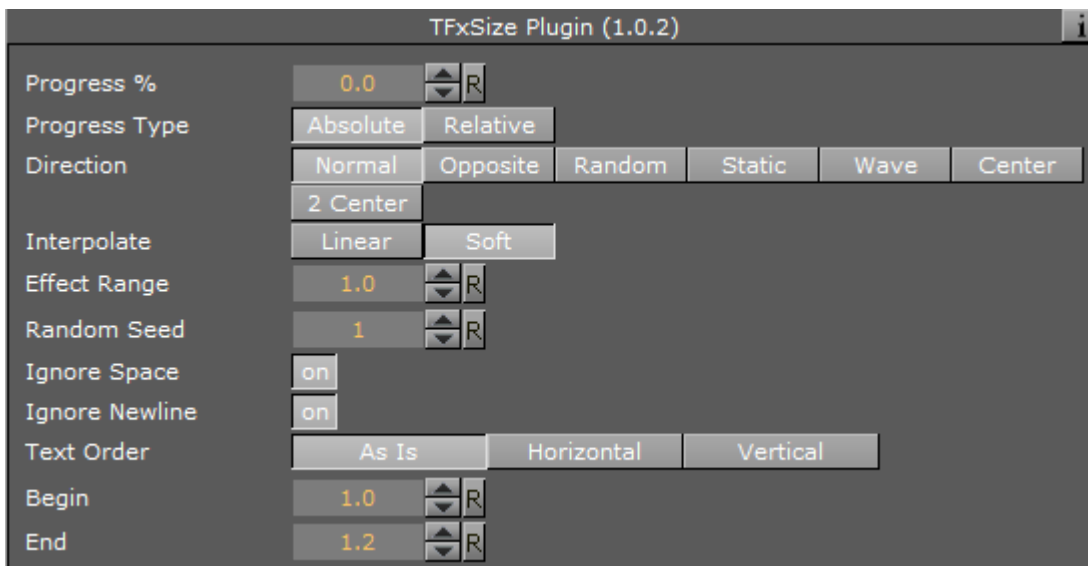 TFxSize Plugin (1.0.2) i
Progress % 0.0 R
Progress Type Absolute Relative
Direction Normal Opposite Random Static Wave Center
2 Center
Interpolate Linear Soft
Effect Range 1.0 R
Random Seed 1 R
Ignore Space on
Ignore Newline on
Text Order As Is Horizontal Vertical
Begin 1.0 R
End 1.2 R